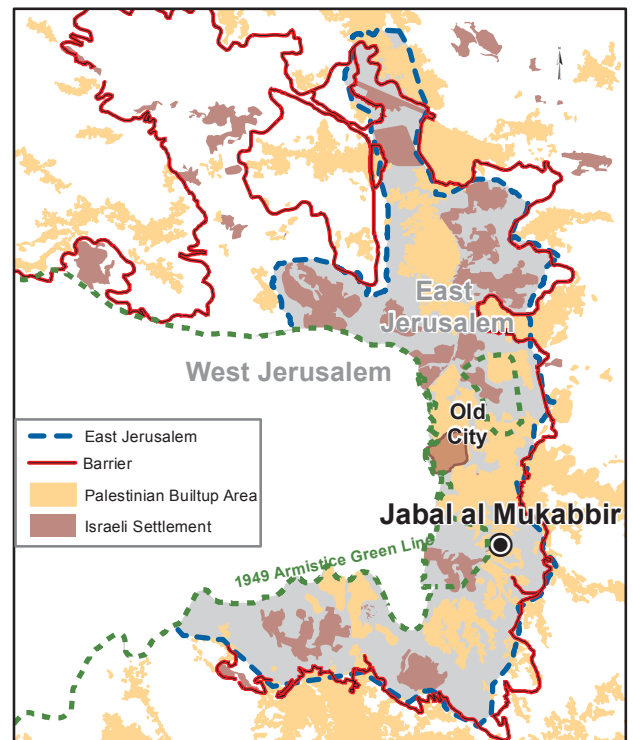 East
Jerusalem
West Jerusalem
Old
City
East Jerusalem
Barrier
Palestinian Builtup Area
Israeli Settlement
Jabal al Mukabbir
1949 Armistice Green Line